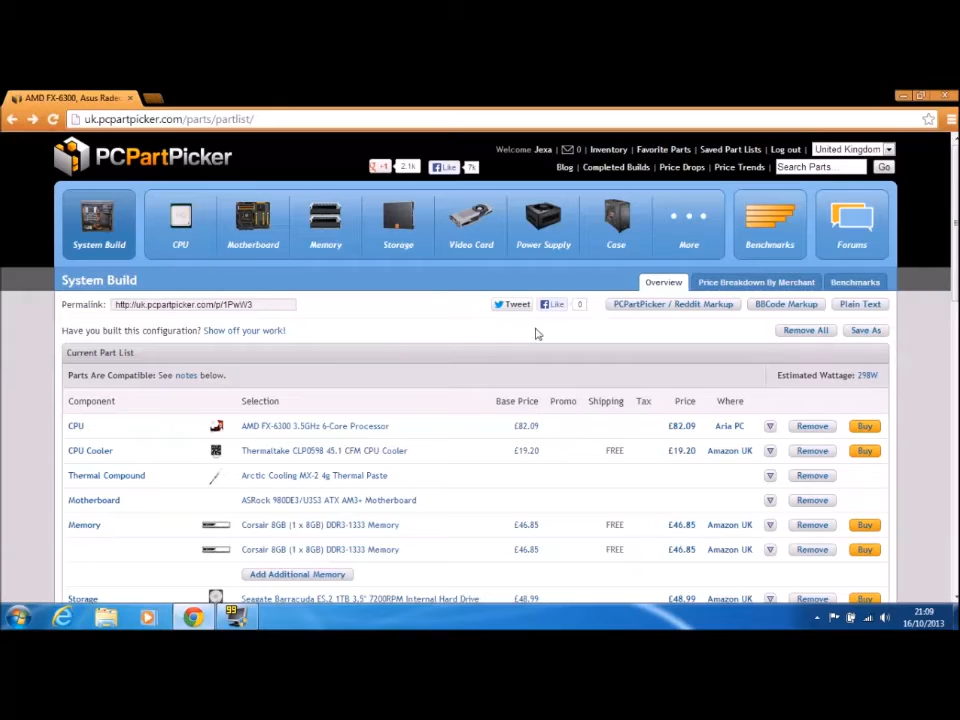 AMD FX-6300, Asus Rade
uk.pcpartpicker.com/parts/partlist/
PCPartPicker
Welcome Jexa | 0 | Inventory | Favorite Parts | Saved Part Lists | Log out | United Kingdom
+1 2.1k Like 7k
Blog | Completed Builds | Price Drops | Price Trends | Search Parts... Go
System Build CPU Motherboard Memory Storage Video Card Power Supply Case More Benchmarks Forums
System Build
Overview Price Breakdown By Merchant Benchmarks
Permalink: http://uk.pcpartpicker.com/p/1PwW3 Tweet Like 0 PCPartPicker / Reddit Markup BBCode Markup Plain Text
Have you built this configuration? Show off your work! Remove All Save As
Current Part List
Parts Are Compatible: See notes below. Estimated Wattage: 298W
Component Selection Base Price Promo Shipping Tax Price Where
CPU AMD FX-6300 3.5GHz 6-Core Processor £82.09 £82.09 Aria PC Remove Buy
CPU Cooler Thermaltake CLP0598 45.1 CFM CPU Cooler £19.20 FREE £19.20 Amazon UK Remove Buy
Thermal Compound Arctic Cooling MX-2 4g Thermal Paste Remove
Motherboard ASRock 980DE3/U3S3 ATX AM3+ Motherboard Remove
Memory Corsair 8GB (1 x 8GB) DDR3-1333 Memory £46.85 FREE £46.85 Amazon UK Remove Buy
Corsair 8GB (1 x 8GB) DDR3-1333 Memory £46.85 FREE £46.85 Amazon UK Remove Buy
Add Additional Memory
Storage Seagate Barracuda ES.2 1TB 3.5" 7200RPM Internal Hard Drive £48.99 FREE £48.99 Amazon UK Remove Buy
99
21:09
16/10/2013